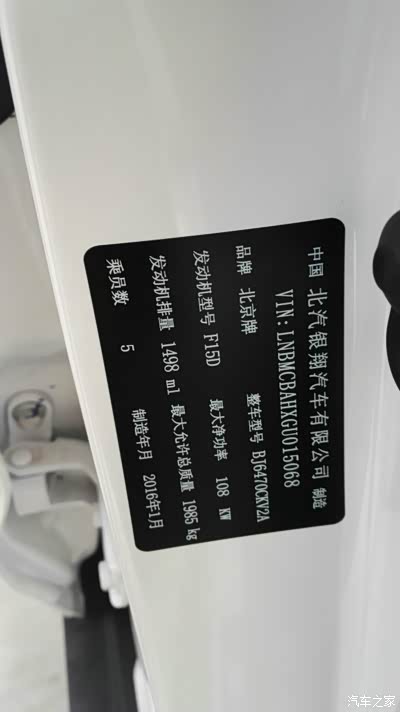 中国 北汽银翔汽车有限公司 制造
VIN:LNBMCBAHXGU015068
品牌 北京牌 整车型号 BJ6470CKV2A
发动机型号 F15D 最大净功率 108 KW
发动机排量 1498 ml 最大允许总质量 1985 kg
乘员数 5 制造年月 2016年1月
汽车之家